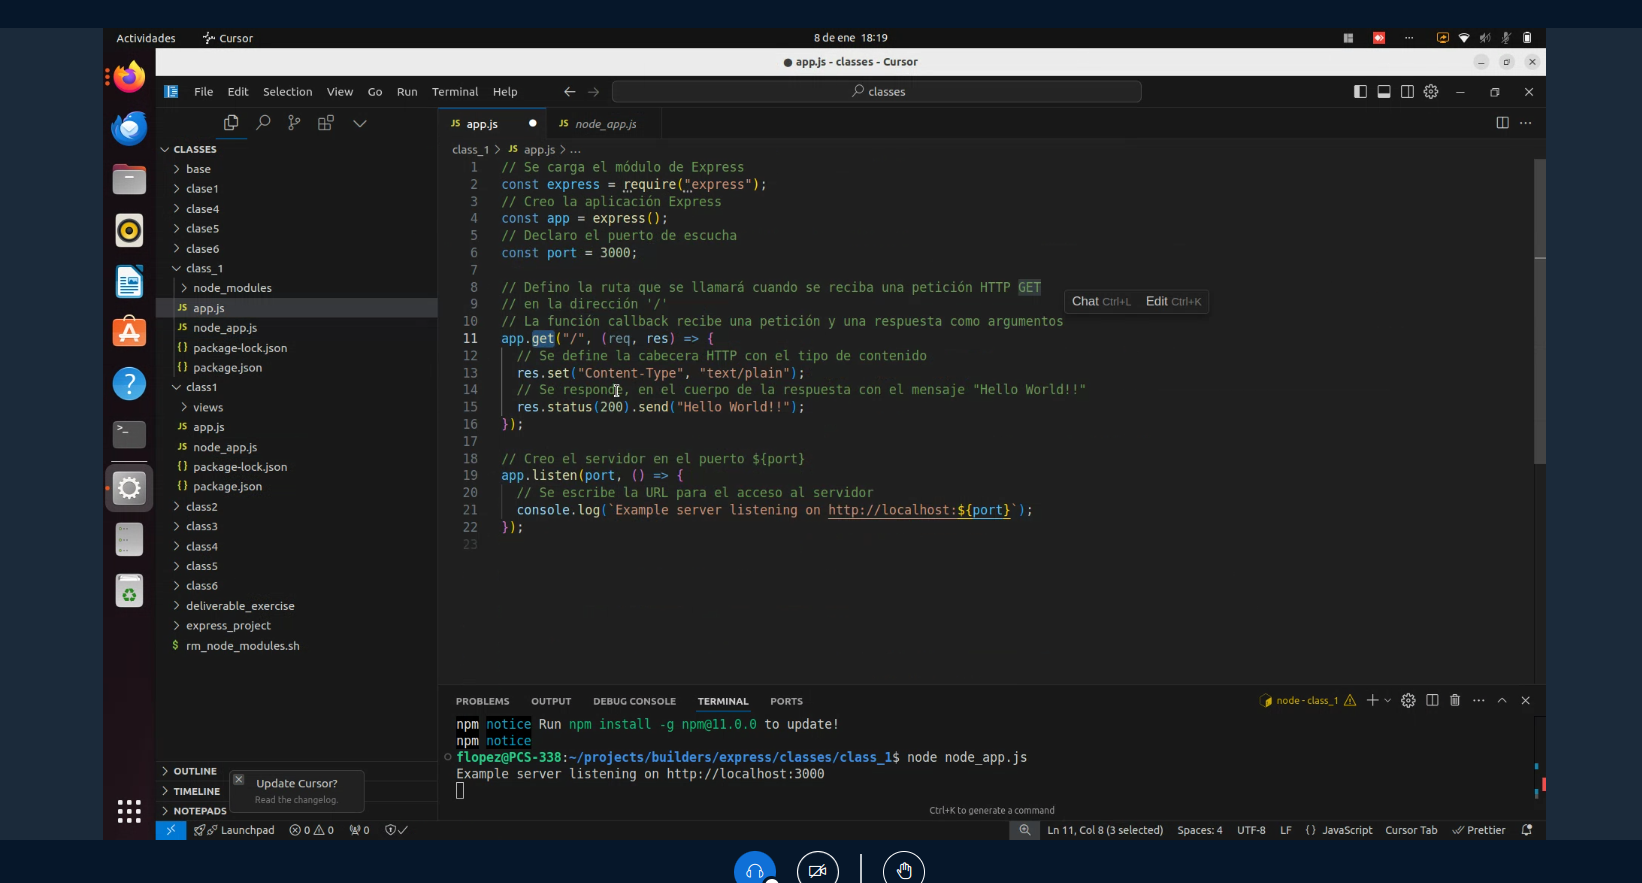 Actividades
Cursor
8 de ene 18:19
app.js - classes - Cursor
File Edit Selection View Go Run Terminal Help
classes
CLASSES
base
clase1
clase4
clase5
clase6
class_1
node_modules
app.js
node_app.js
package-lock.json
package.json
class1
views
app.js
node_app.js
package-lock.json
package.json
class2
class3
class4
class5
class6
deliverable_exercise
express_project
rm_node_modules.sh
OUTLINE
TIMELINE
NOTEPADS
Update Cursor?
Read the changelog.
JS app.js
JS node_app.js
class_1 > JS app.js > ...
1 // Se carga el módulo de Express
2 const express = require("express");
3 // Creo la aplicación Express
4 const app = express();
5 // Declaro el puerto de escucha
6 const port = 3000;
7
8 // Defino la ruta que se llamará cuando se reciba una petición HTTP GET
9 // en la dirección '/'
10 // La función callback recibe una petición y una respuesta como argumentos
11 app.get("/", (req, res) => {
12 // Se define la cabecera HTTP con el tipo de contenido
13 res.set("Content-Type", "text/plain");
14 // Se responde, en el cuerpo de la respuesta con el mensaje "Hello World!!"
15 res.status(200).send("Hello World!!");
16 });
17
18 // Creo el servidor en el puerto ${port}
19 app.listen(port, () => {
20 // Se escribe la URL para el acceso al servidor
21 console.log(`Example server listening on http://localhost:${port}`);
22 });
23
Chat Ctrl+L Edit Ctrl+K
PROBLEMS OUTPUT DEBUG CONSOLE TERMINAL PORTS
node - class_1
npm notice Run npm install -g npm@11.0.0 to update!
npm notice
flopez@PCS-338:~/projects/builders/express/classes/class_1$ node node_app.js
Example server listening on http://localhost:3000
Ctrl+K to generate a command
Launchpad 0 0 0
Ln 11, Col 8 (3 selected) Spaces: 4 UTF-8 LF {} JavaScript Cursor Tab Prettier